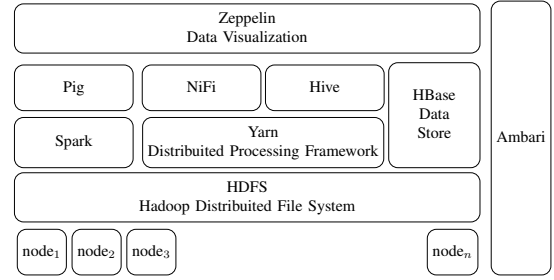 Zeppelin
Data Visualization
Pig
NiFi
Hive
HBase
Data
Store
Ambari
Spark
Yarn
Distribuited Processing Framework
HDFS
Hadoop Distribuited File System
node₁
node₂
node₃
nodeₙ